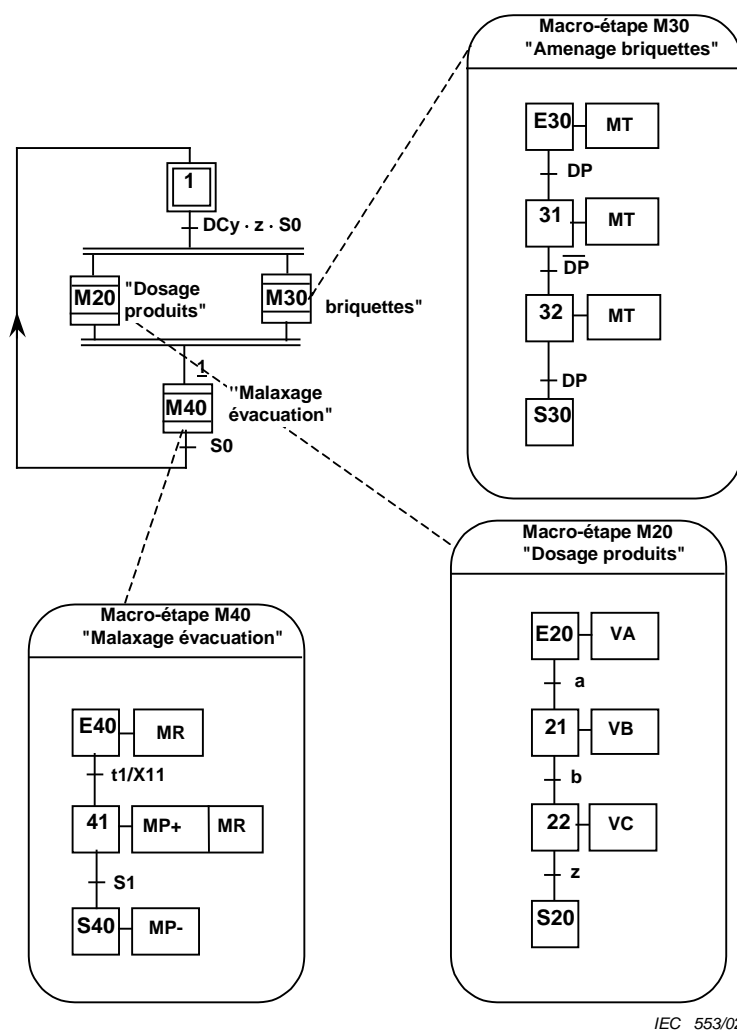 Macro-étape M30
"Amenage briquettes"
E30
MT
DP
31
MT
DP
32
MT
DP
S30
1
DCy · z · S0
M20
"Dosage
produits"
M30
briquettes"
1
M40
"Malaxage
évacuation"
S0
Macro-étape M20
"Dosage produits"
E20
VA
a
21
VB
b
22
VC
z
S20
Macro-étape M40
"Malaxage évacuation"
E40
MR
t1/X11
41
MP+ MR
S1
S40
MP-
IEC 553/02